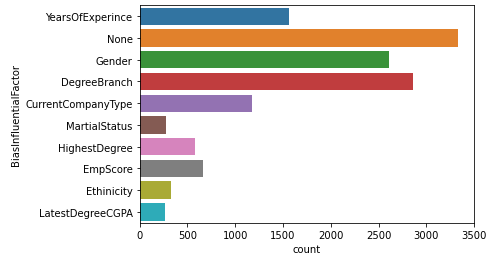 YearsOfExperince
None
Gender
DegreeBranch
CurrentCompanyType
MartialStatus
HighestDegree
EmpScore
Ethinicity
LatestDegreeCGPA
BiasInfluentialFactor
0 500 1000 1500 2000 2500 3000 3500
count